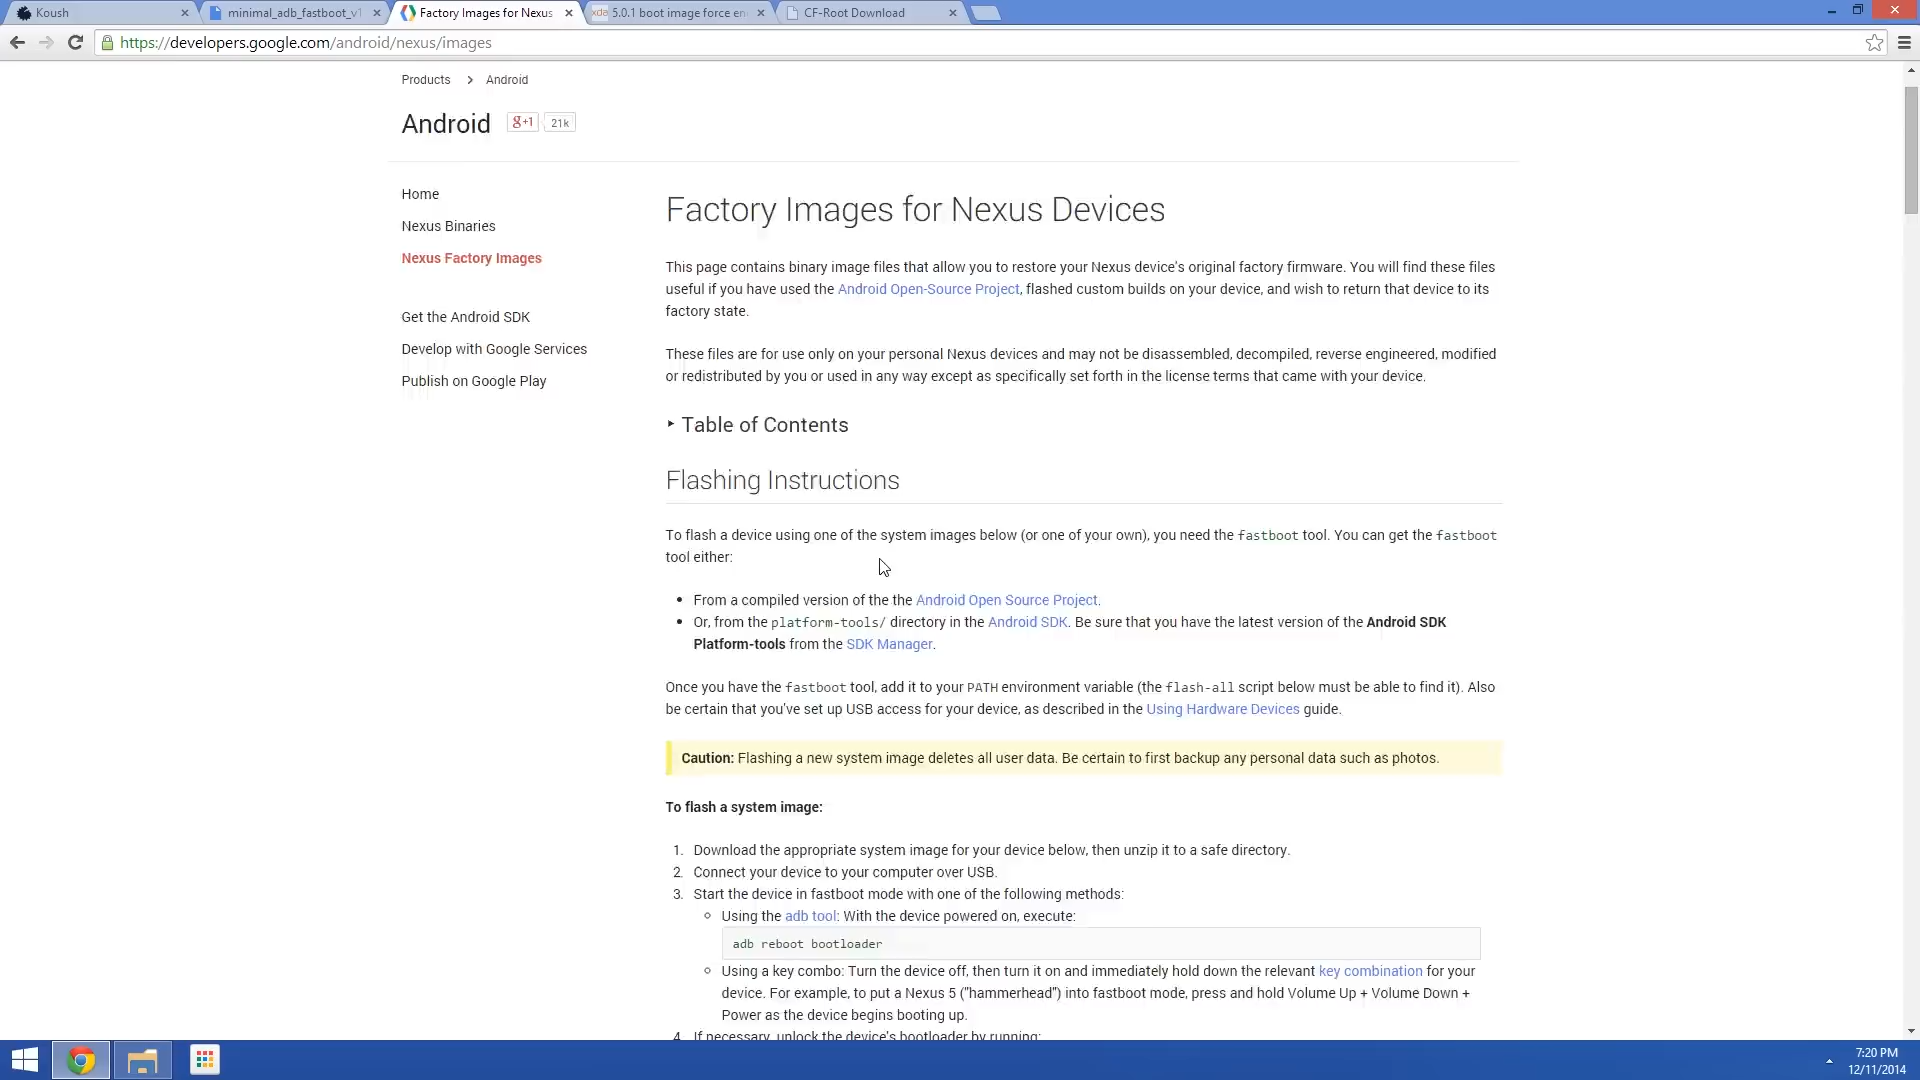 Koush
minimal_adb_fastboot_v1
Factory Images for Nexus
xda 5.0.1 boot image force en
CF-Root Download
https://developers.google.com/android/nexus/images
Products > Android
Android g+1 21k
Home
Nexus Binaries
Nexus Factory Images
Get the Android SDK
Develop with Google Services
Publish on Google Play
Factory Images for Nexus Devices
This page contains binary image files that allow you to restore your Nexus device's original factory firmware. You will find these files
useful if you have used the Android Open-Source Project, flashed custom builds on your device, and wish to return that device to its
factory state.
These files are for use only on your personal Nexus devices and may not be disassembled, decompiled, reverse engineered, modified
or redistributed by you or used in any way except as specifically set forth in the license terms that came with your device.
Table of Contents
Flashing Instructions
To flash a device using one of the system images below (or one of your own), you need the fastboot tool. You can get the fastboot
tool either:
• From a compiled version of the the Android Open Source Project.
• Or, from the platform-tools/ directory in the Android SDK. Be sure that you have the latest version of the Android SDK
Platform-tools from the SDK Manager.
Once you have the fastboot tool, add it to your PATH environment variable (the flash-all script below must be able to find it). Also
be certain that you've set up USB access for your device, as described in the Using Hardware Devices guide.
Caution: Flashing a new system image deletes all user data. Be certain to first backup any personal data such as photos.
To flash a system image:
1. Download the appropriate system image for your device below, then unzip it to a safe directory.
2. Connect your device to your computer over USB.
3. Start the device in fastboot mode with one of the following methods:
Using the adb tool: With the device powered on, execute:
adb reboot bootloader
Using a key combo: Turn the device off, then turn it on and immediately hold down the relevant key combination for your
device. For example, to put a Nexus 5 ("hammerhead") into fastboot mode, press and hold Volume Up + Volume Down +
Power as the device begins booting up.
4. If necessary, unlock the device's bootloader by running:
7:20 PM
12/11/2014